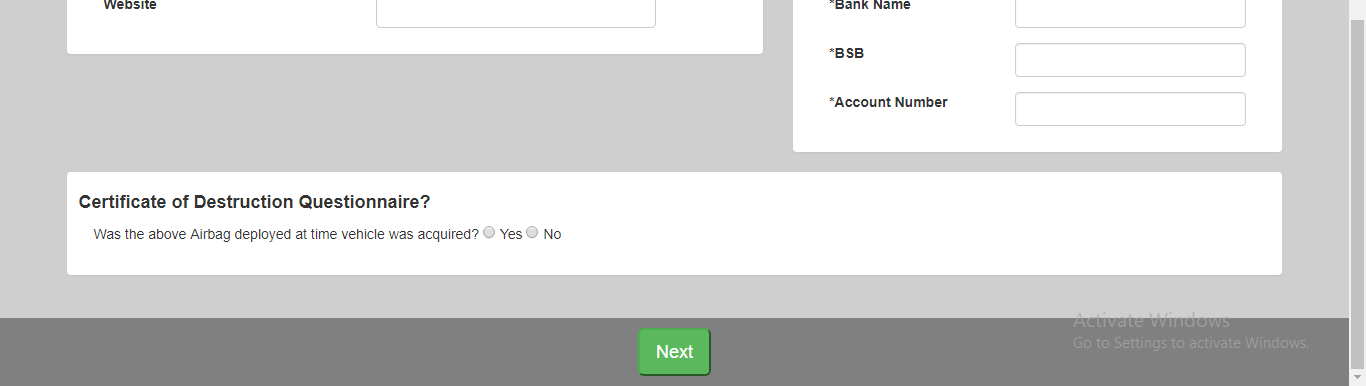 Website
*Bank Name
*BSB
*Account Number
Certificate of Destruction Questionnaire?
Was the above Airbag deployed at time vehicle was acquired? Yes No
Activate Windows
Go to Settings to activate Windows.
Next